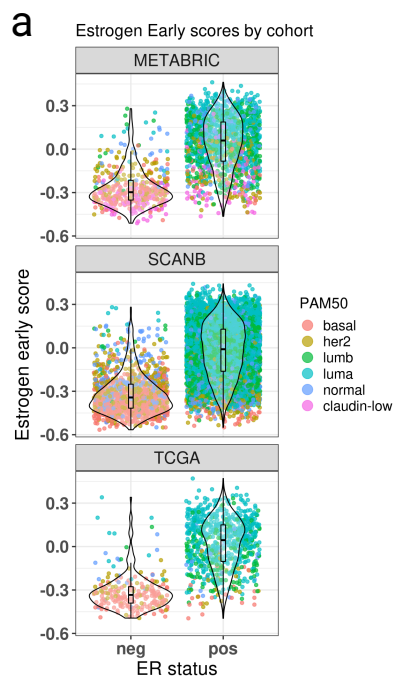 a
Estrogen Early scores by cohort
METABRIC
0.3
0.0
-0.3
-0.6
SCANB
0.3
0.0
-0.3
-0.6
TCGA
0.3
0.0
-0.3
-0.6
neg pos
ER status
Estrogen early score
PAM50
basal
her2
lumb
luma
normal
claudin-low